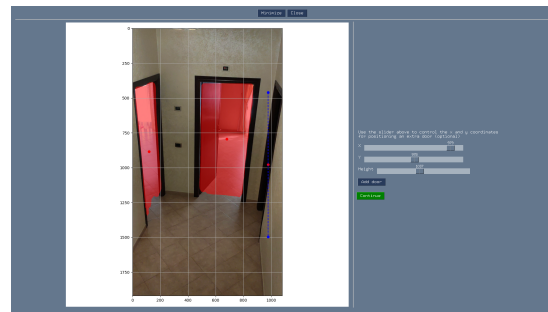 Minimize Close
0
250
500
750
1000
1250
1500
1750
0 200 400 600 800 1000
Use the slider above to control the x and y coordinates
for positioning an extra door (optional)
X
Y
Height
Add door
Continue